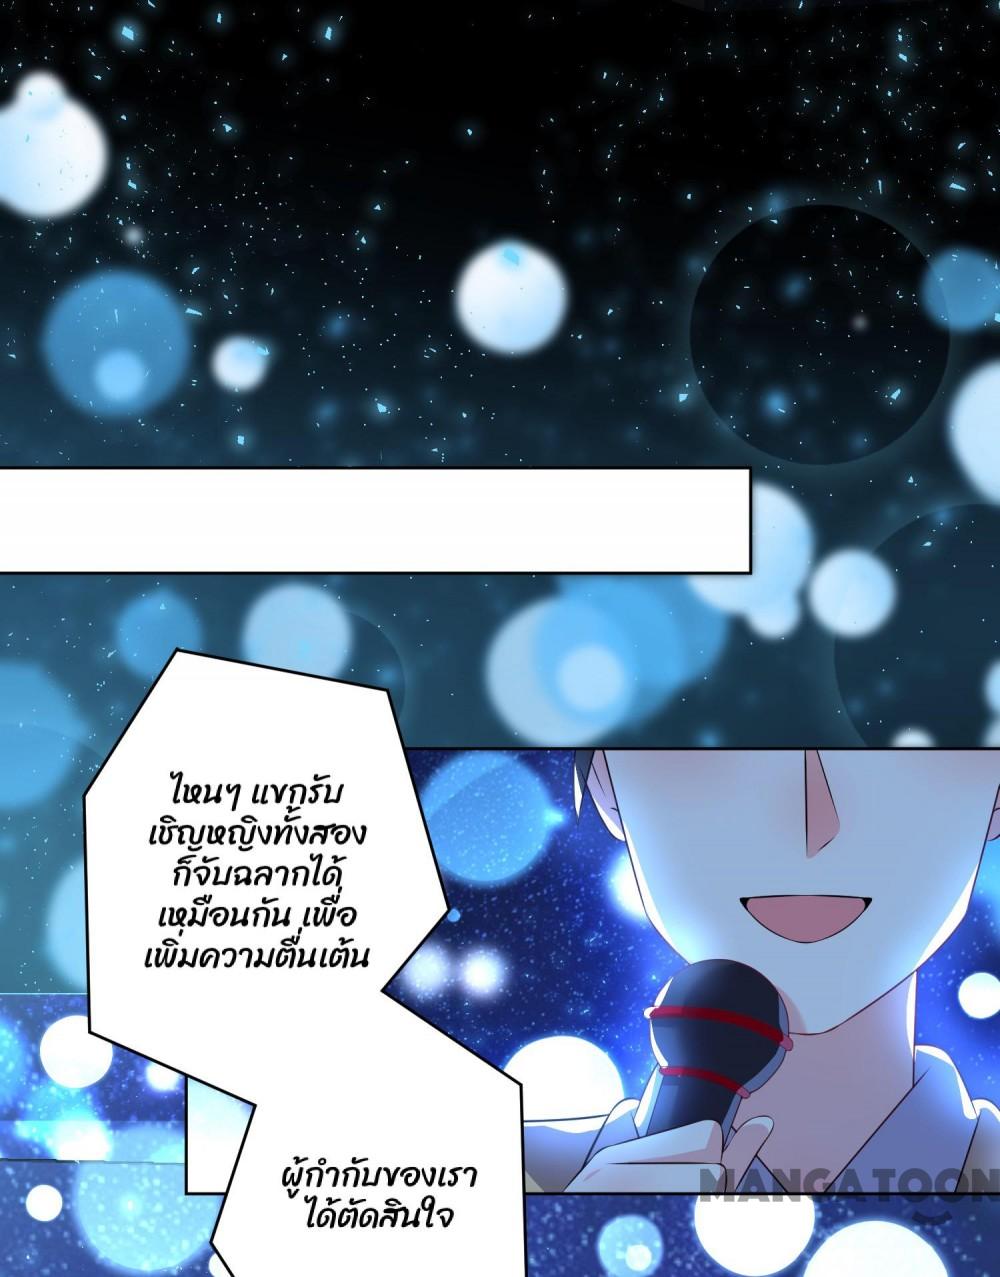 ไหนๆ แขกรับ
เชิญหญิงทั้งสอง
ก็จับฉลากได้
เหมือนกัน เพื่อ
เพิ่มความตื่นเต้น
ผู้กำกับของเรา
ได้ตัดสินใจ
MANGATOON